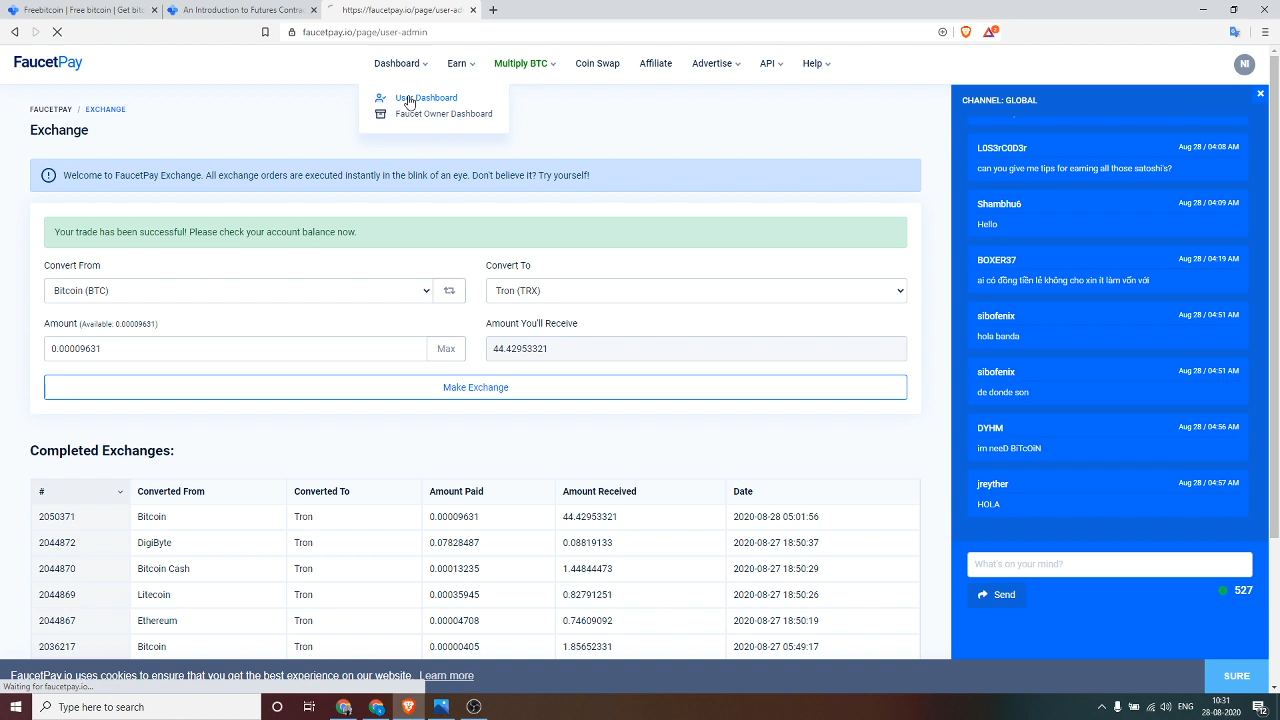 Freebitcoin | Free bitcoin | Get bitc
An Introduction to Futures Contra
https://faucetpay.io/page/user-ad
faucetpay.io/page/user-admin
FaucetPay
Dashboard
Earn
Multiply BTC
Coin Swap
Affiliate
Advertise
API
Help
NI
User Dashboard
Faucet Owner Dashboard
FAUCETPAY / EXCHANGE
Exchange
Welcome to FaucetPay Exchange. All exchange orders are processed instantly in the blink of an eye. Don't believe it? Try yourself!
Your trade has been successful! Please check your account balance now.
Convert From
Convert To
Bitcoin (BTC)
Tron (TRX)
Amount (Available: 0.00009631)
Amount You'll Receive
0.00009631
Max
44.42953321
Make Exchange
Completed Exchanges:
# Converted From Converted To Amount Paid Amount Received Date
2050371 Bitcoin Tron 0.00009631 44.42953321 2020-08-28 05:01:56
2044872 DigiByte Tron 0.07828487 0.08819133 2020-08-27 18:50:37
2044870 Bitcoin Cash Tron 0.00013235 1.44844473 2020-08-27 18:50:29
2044869 Litecoin Tron 0.00035945 0.82791251 2020-08-27 18:50:26
2044867 Ethereum Tron 0.00004708 0.74609092 2020-08-27 18:50:19
2036217 Bitcoin Tron 0.00000405 1.85652331 2020-08-27 05:49:17
CHANNEL: GLOBAL
L0S3rC0D3r Aug 28 / 04:08 AM
can you give me tips for earning all those satoshi's?
Shambhu6 Aug 28 / 04:09 AM
Hello
BOXER37 Aug 28 / 04:19 AM
ai có đồng tiền lẻ không cho xin ít làm vốn với
sibofenix Aug 28 / 04:51 AM
hola banda
sibofenix Aug 28 / 04:51 AM
de donde son
DYHM Aug 28 / 04:56 AM
im neeD BiTcOiN
jreyther Aug 28 / 04:57 AM
HOLA
What's on your mind?
Send
527
FaucetPay.io uses cookies to ensure that you get the best experience on our website. Learn more
SURE
Waiting for faucetpay.io...
Type here to search
ENG
10:31
28-08-2020
12